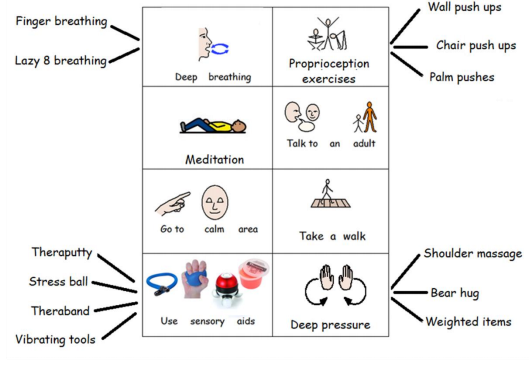 Finger breathing
Lazy 8 breathing
Deep breathing
Proprioception
exercises
Wall push ups
Chair push ups
Palm pushes
Meditation
Talk to an adult
Go to calm area
Take a walk
Theraputty
Stress ball
Theraband
Vibrating tools
Use sensory aids
Deep pressure
Shoulder massage
Bear hug
Weighted items